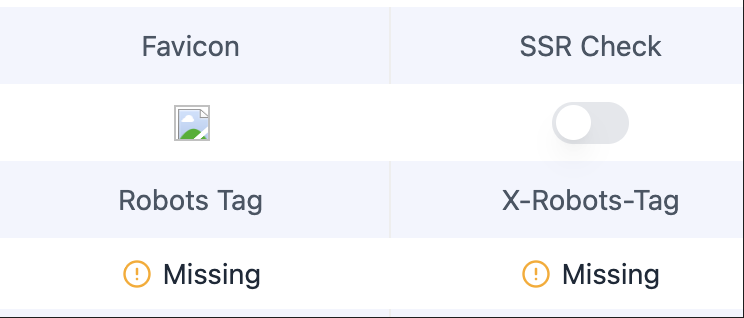 Favicon
SSR Check
Robots Tag
X-Robots-Tag
Missing
Missing